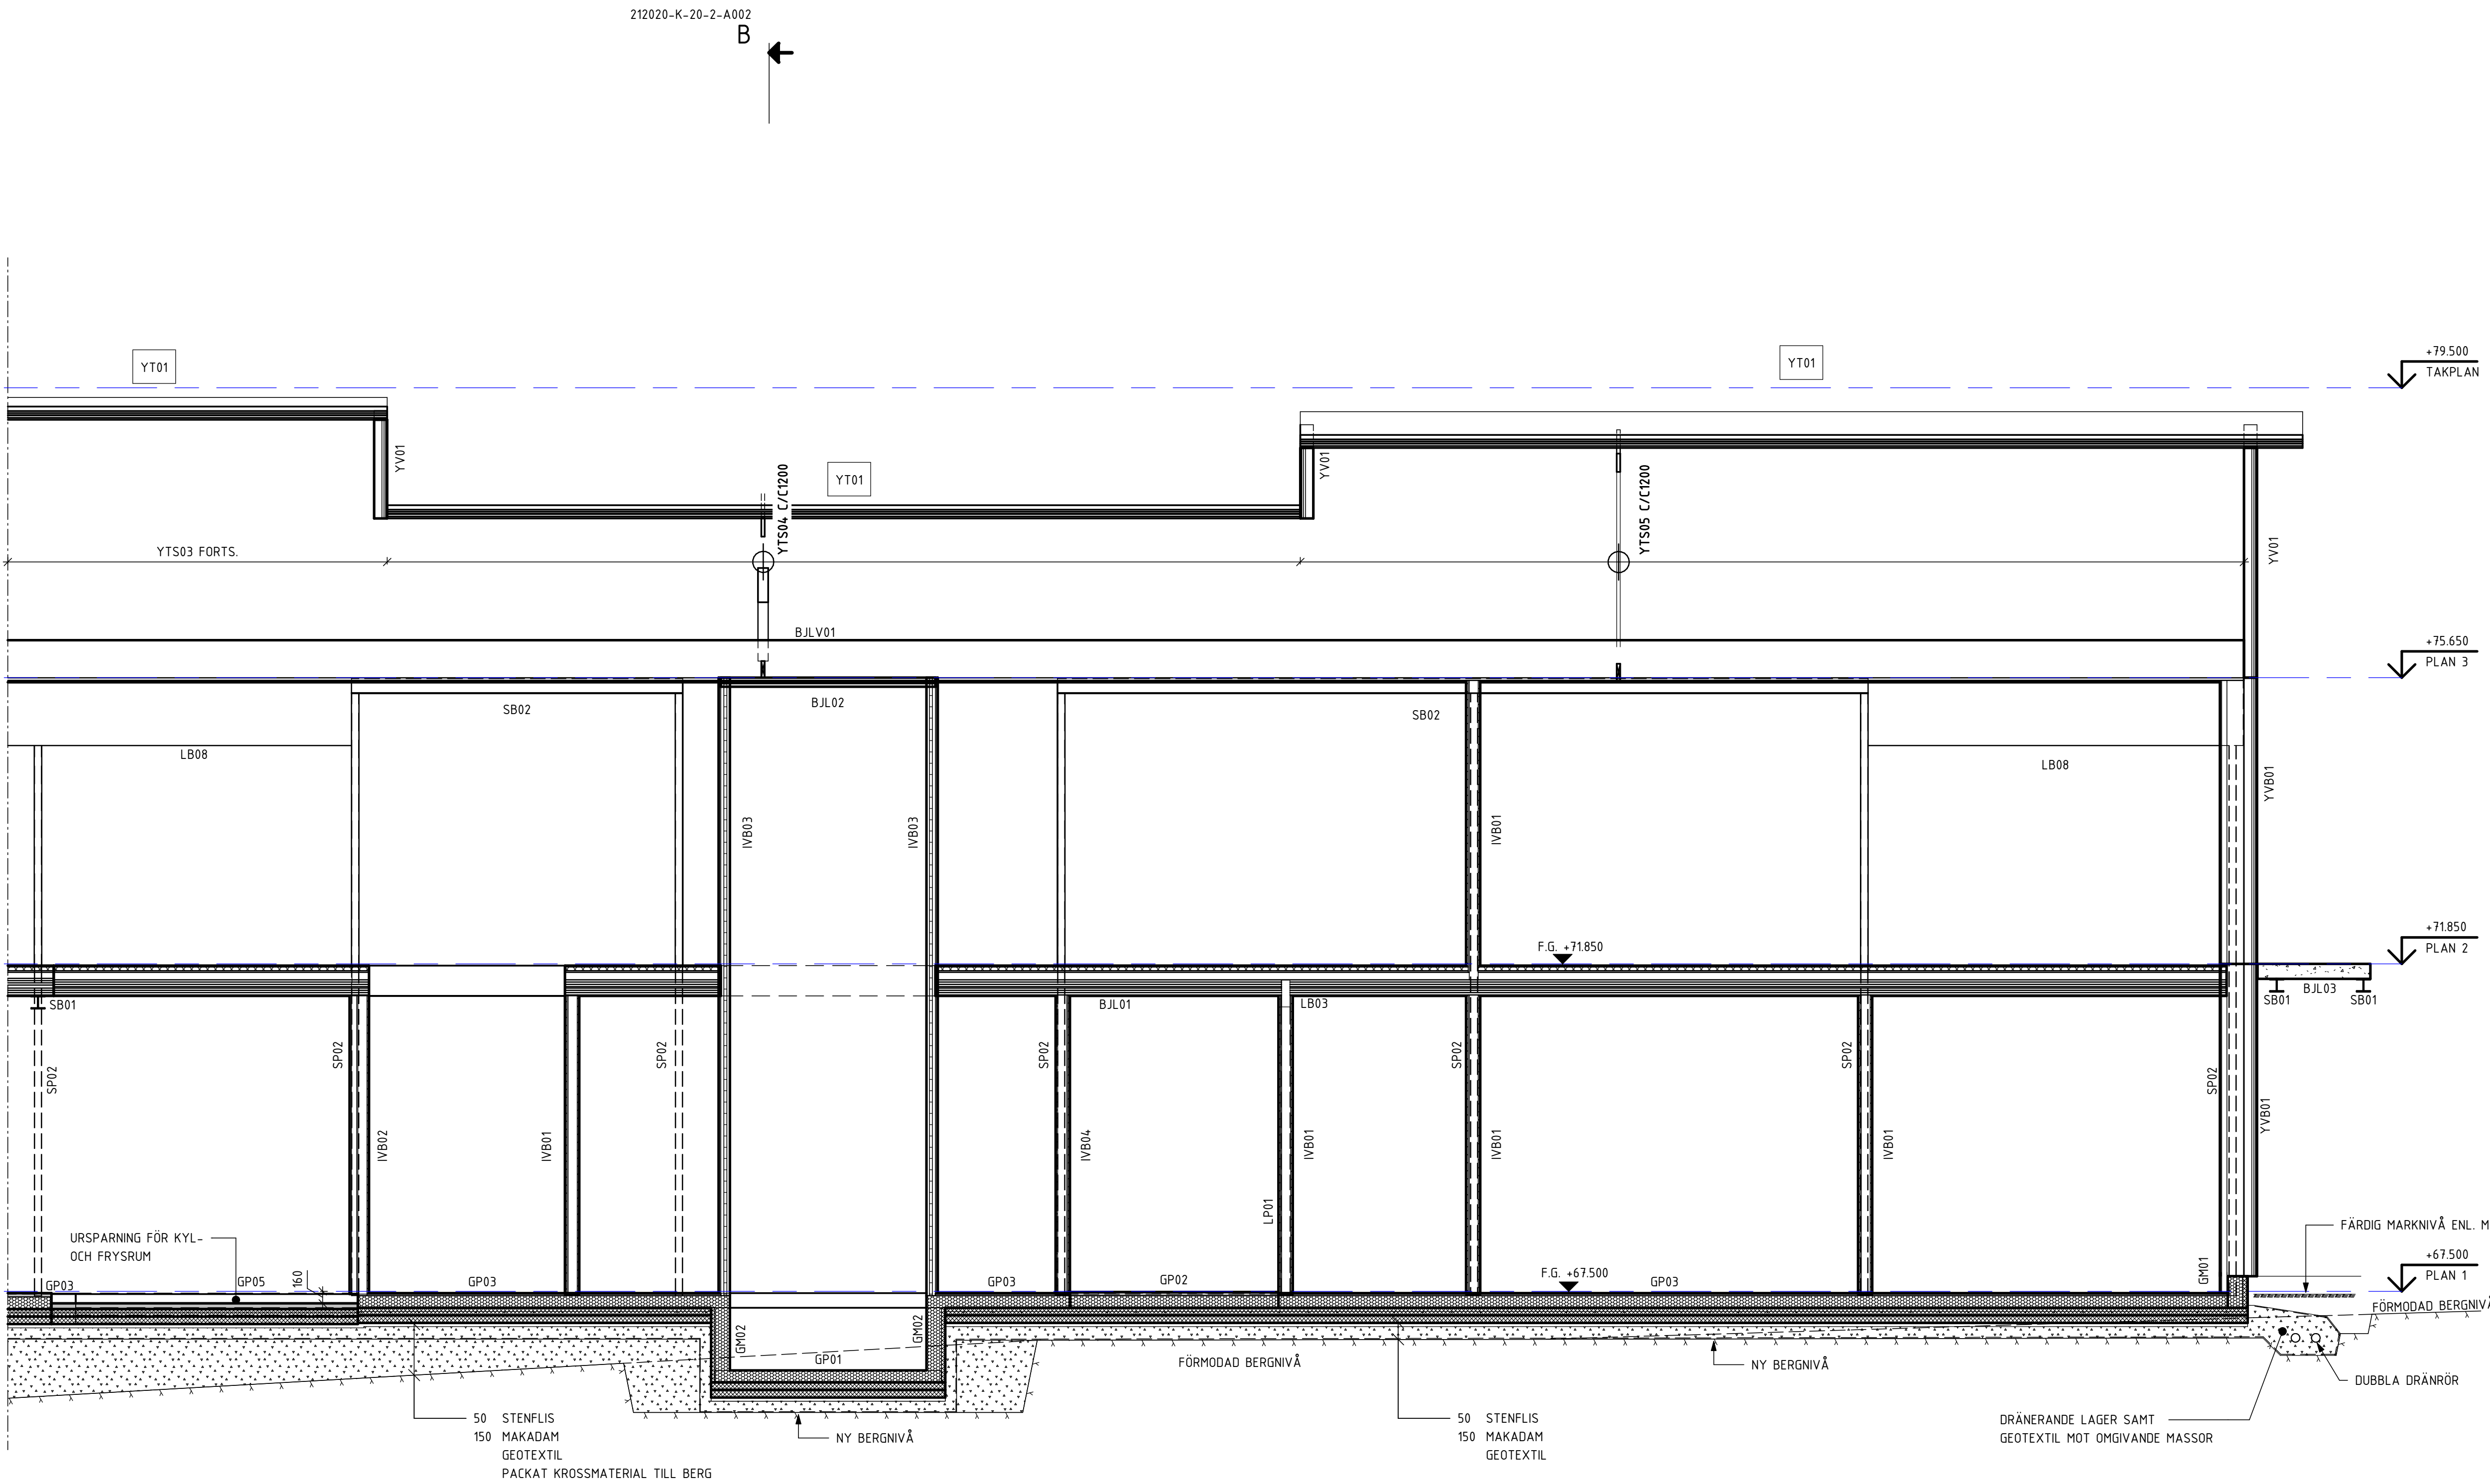 212020-K-20-2-A002
B
+79.500
TAKPLAN
YT01
YT01
YV01
YT01
YTS04 C/C1200
YV01
YTS05 C/C1200
YTS03 FORTS.
YV01
BJLV01
+75.650
PLAN 3
SB02
BJL02
SB02
LB08
LB08
YVB01
IVB03
IVB03
IVB01
F.G. +71.850
+71.850
PLAN 2
SB01
BJL01
LB03
SB01
BJL03
SB01
SP02
SP02
SP02
SP02
SP02
SP02
SP02
IVB02
IVB01
IVB04
IVB01
IVB01
IVB01
YVB01
LP01
URSPARNING FÖR KYL-
OCH FRYSRUM
FÄRDIG MARKNIVÅ ENL. M
GP03
GP05
160
GP03
GP03
GP02
F.G. +67.500
GP03
GM01
+67.500
PLAN 1
FÖRMODAD BERGNIVÅ
GM02
GM02
GP01
FÖRMODAD BERGNIVÅ
NY BERGNIVÅ
DUBBLA DRÄNRÖR
50 STENFLIS
150 MAKADAM
GEOTEXTIL
PACKAT KROSSMATERIAL TILL BERG
NY BERGNIVÅ
50 STENFLIS
150 MAKADAM
GEOTEXTIL
DRÄNERANDE LAGER SAMT
GEOTEXTIL MOT OMGIVANDE MASSOR